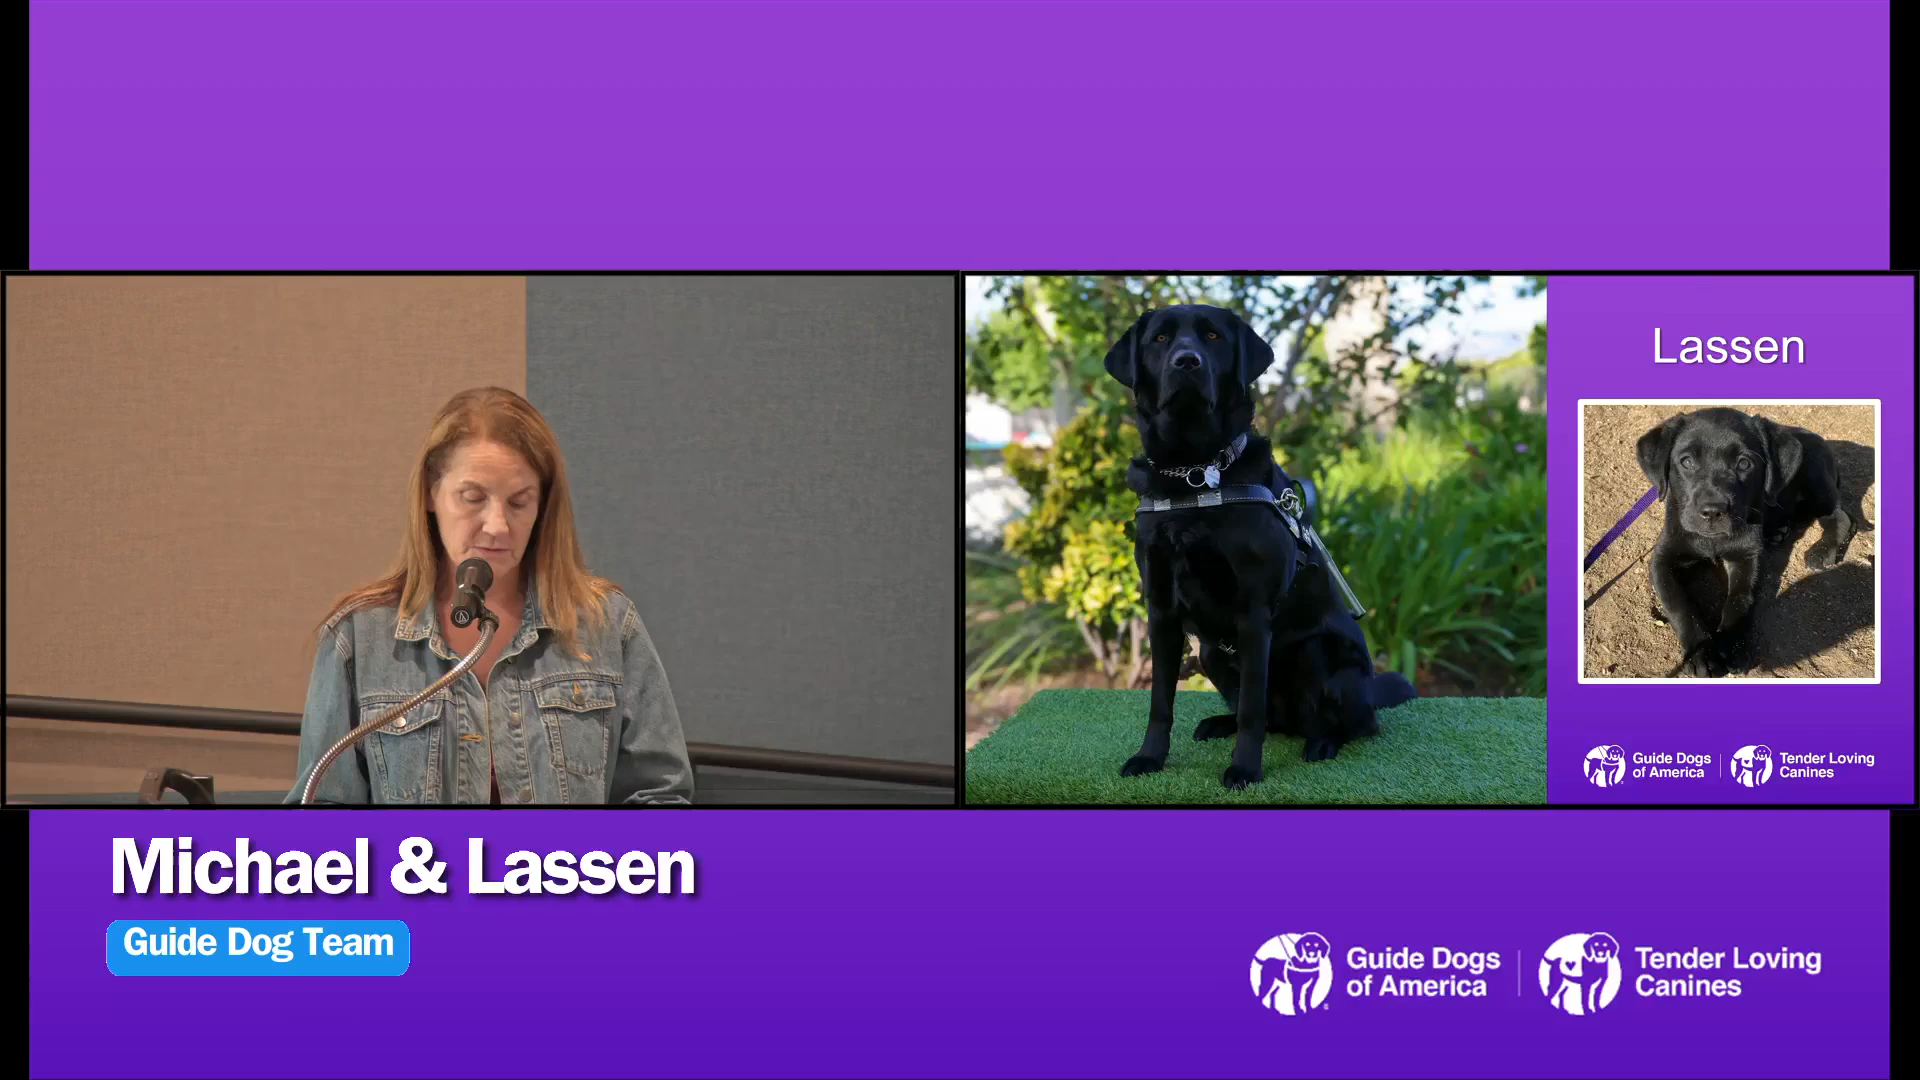 Lassen
Guide Dogs
of America
Tender Loving
Canines
Michael & Lassen
Guide Dog Team
Guide Dogs
of America
Tender Loving
Canines